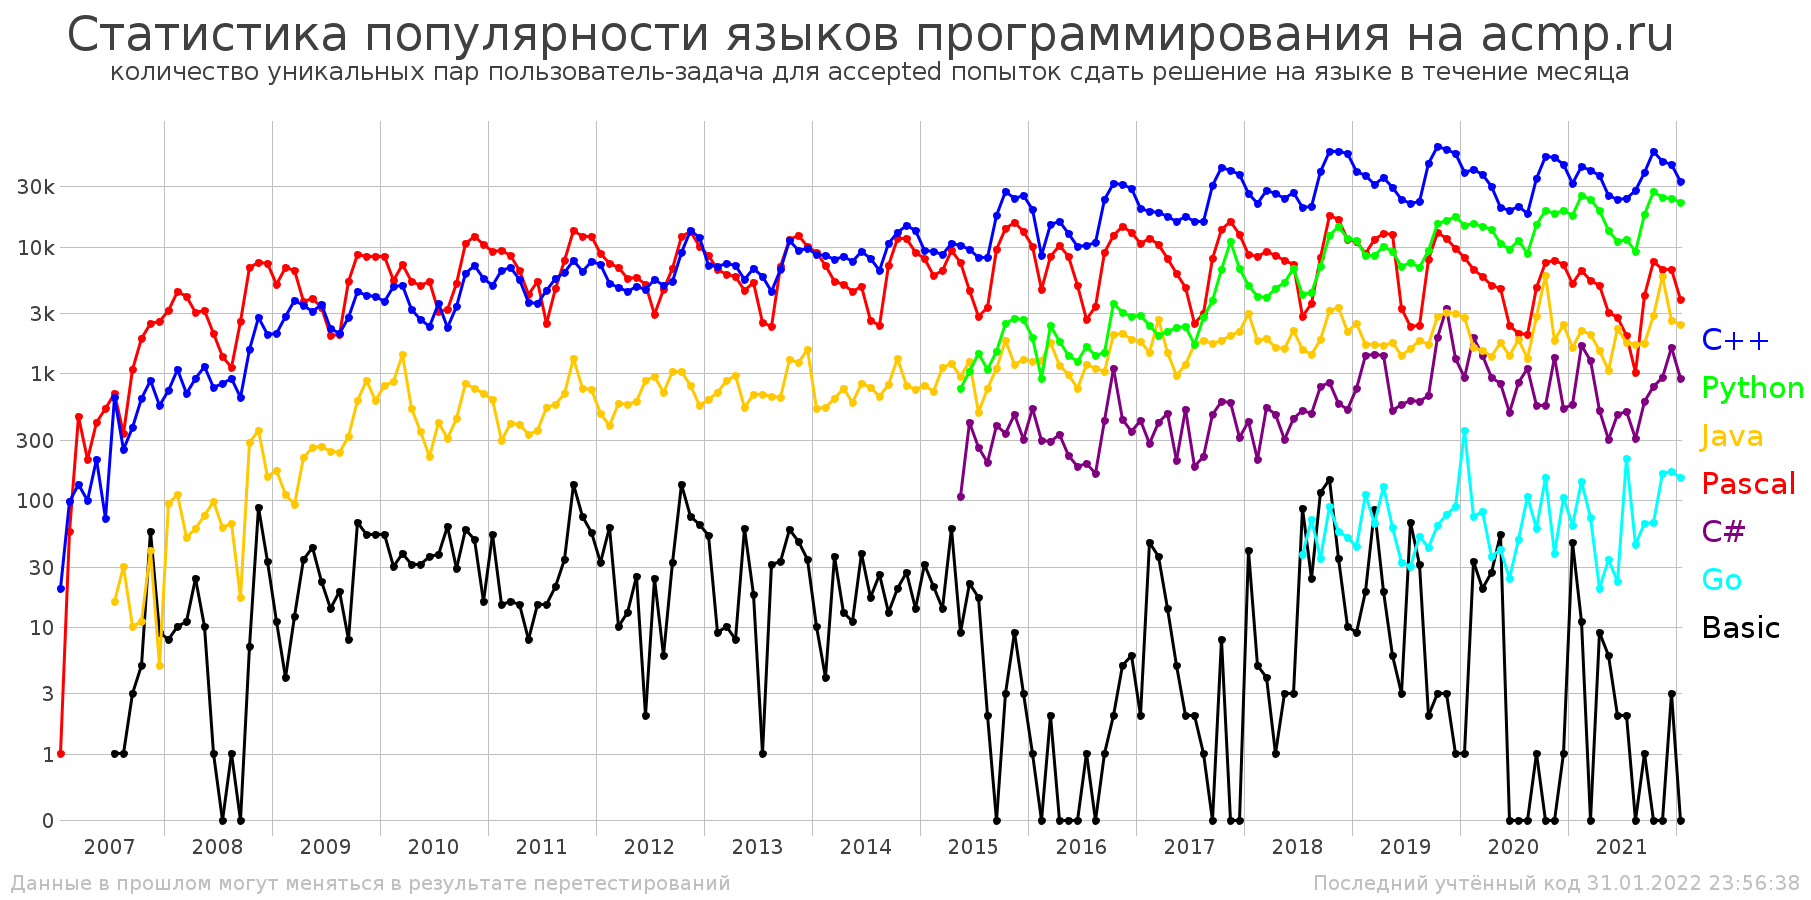 Статистика популярности языков программирования на acmp.ru
количество уникальных пар пользователь-задача для accepted попыток сдать решение на языке в течение месяца
30k
10k
3k
1k
300
100
30
10
3
1
0
C++
Python
Java
Pascal
C#
Go
Basic
2007 2008 2009 2010 2011 2012 2013 2014 2015 2016 2017 2018 2019 2020 2021
Данные в прошлом могут меняться в результате перетестирований
Последний учтённый код 31.01.2022 23:56:38